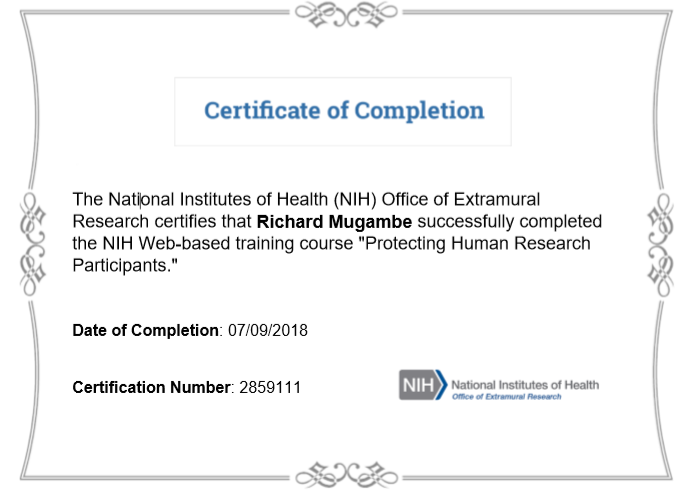 Certificate of Completion
The National Institutes of Health (NIH) Office of Extramural
Research certifies that Richard Mugambe successfully completed
the NIH Web-based training course "Protecting Human Research
Participants."
Date of Completion: 07/09/2018
Certification Number: 2859111
NIH National Institutes of Health
Office of Extramural Research